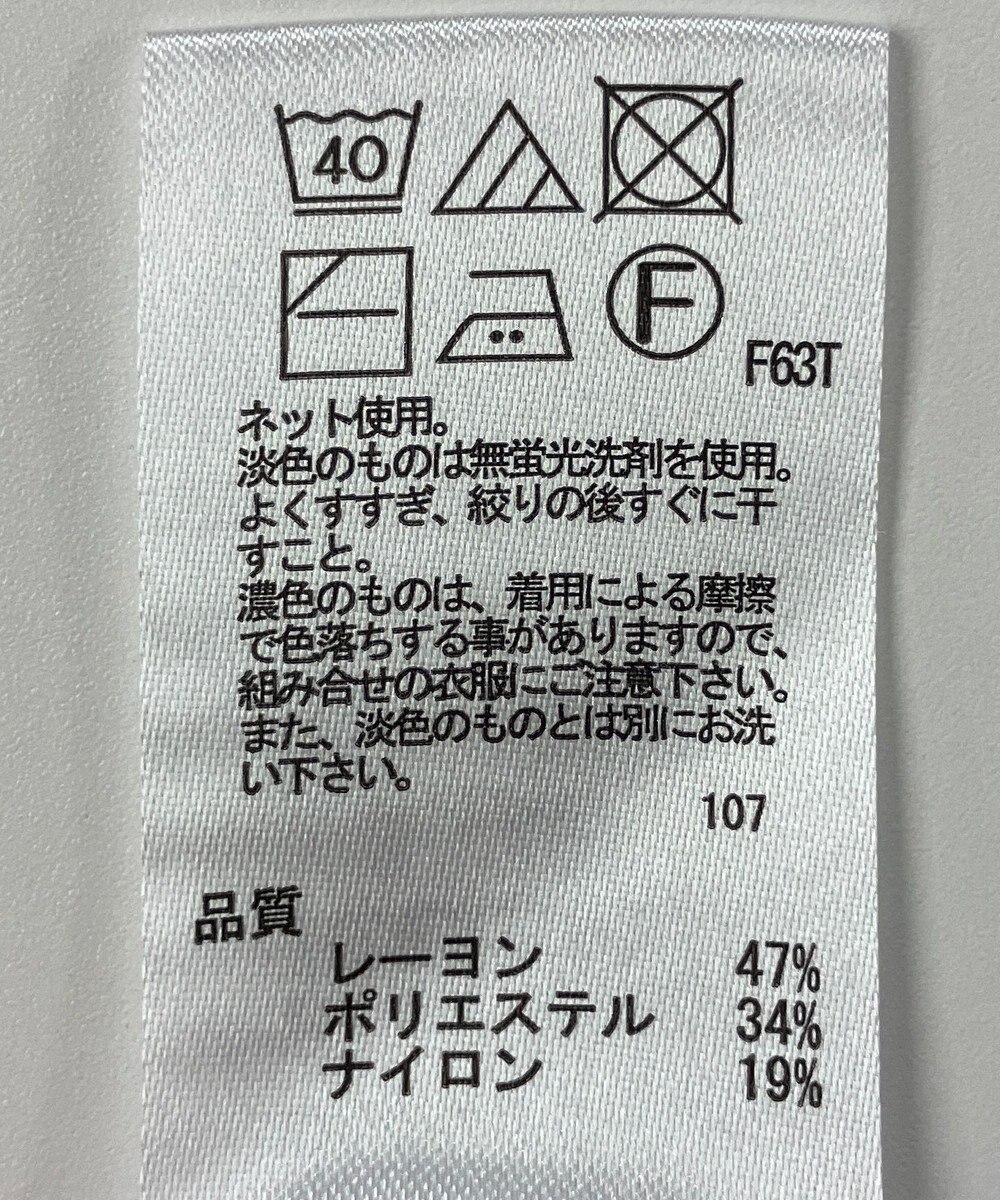 40
F
F63T
ネット使用。
淡色のものは無蛍光洗剤を使用。
よくすすぎ、絞りの後すぐに干
すこと。
濃色のものは、着用による摩擦
で色落ちする事がありますので、
組み合せの衣服にご注意下さい。
また、淡色のものとは別にお洗
い下さい。
107
品質
レーヨン 47%
ポリエステル 34%
ナイロン 19%